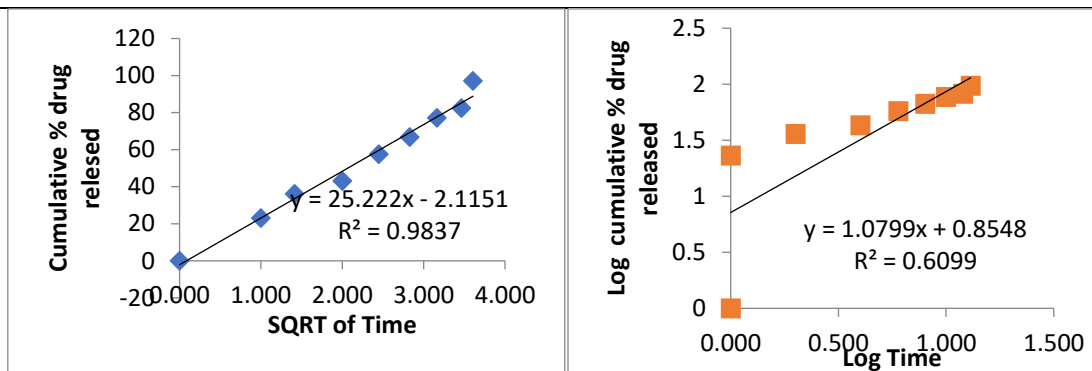 Cumulative % drug
relesed
120
100
80
60
40
20
0
-20
0.000
1.000
2.000
3.000
4.000
y = 25.222x - 2.1151
R² = 0.9837
SQRT of Time
Log cumulative % drug
released
2.5
2
1.5
1
0.5
0
0.000
0.500
1.000
1.500
y = 1.0799x + 0.8548
R² = 0.6099
Log Time